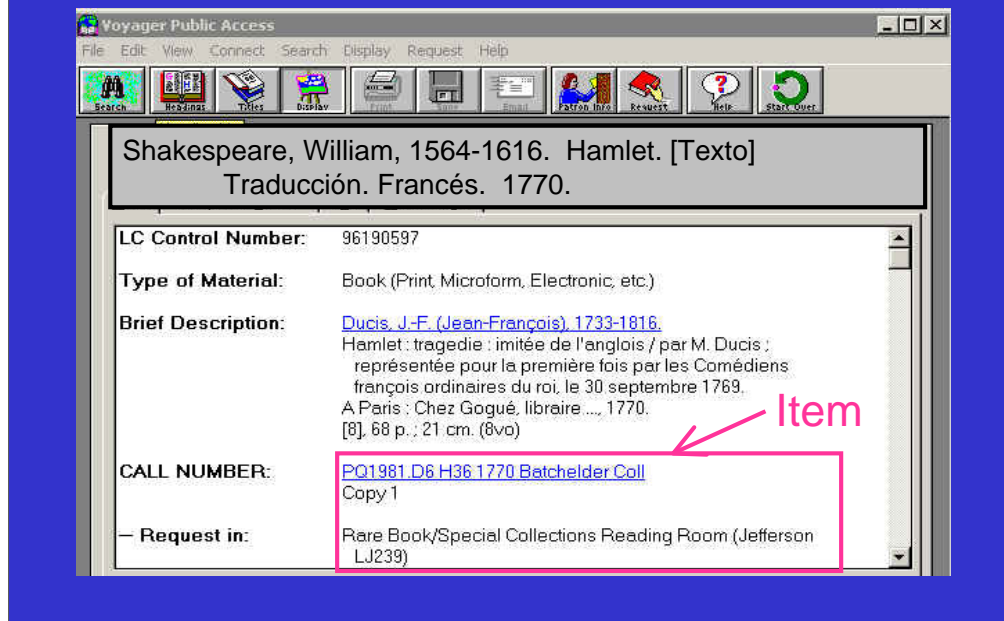 Voyager Public Access
File Edit View Connect Search Display Request Help
Search Headings Titles Display Print Save Email Patron Info Request Help Start Over
Shakespeare, William, 1564-1616. Hamlet. [Texto]
Traducción. Francés. 1770.
LC Control Number: 96190597
Type of Material: Book (Print, Microform, Electronic, etc.)
Brief Description: Ducis, J.-F. (Jean-François), 1733-1816.
Hamlet : tragedie : imitée de l'anglois / par M. Ducis ;
représentée pour la première fois par les Comédiens
françois ordinaires du roi, le 30 septembre 1769.
A Paris : Chez Gogué, libraire ..., 1770.
[8], 68 p. ; 21 cm. (8vo)
Item
CALL NUMBER: PQ1981.D6 H36 1770 Batchelder Coll
Copy 1
-- Request in: Rare Book/Special Collections Reading Room (Jefferson
LJ239)